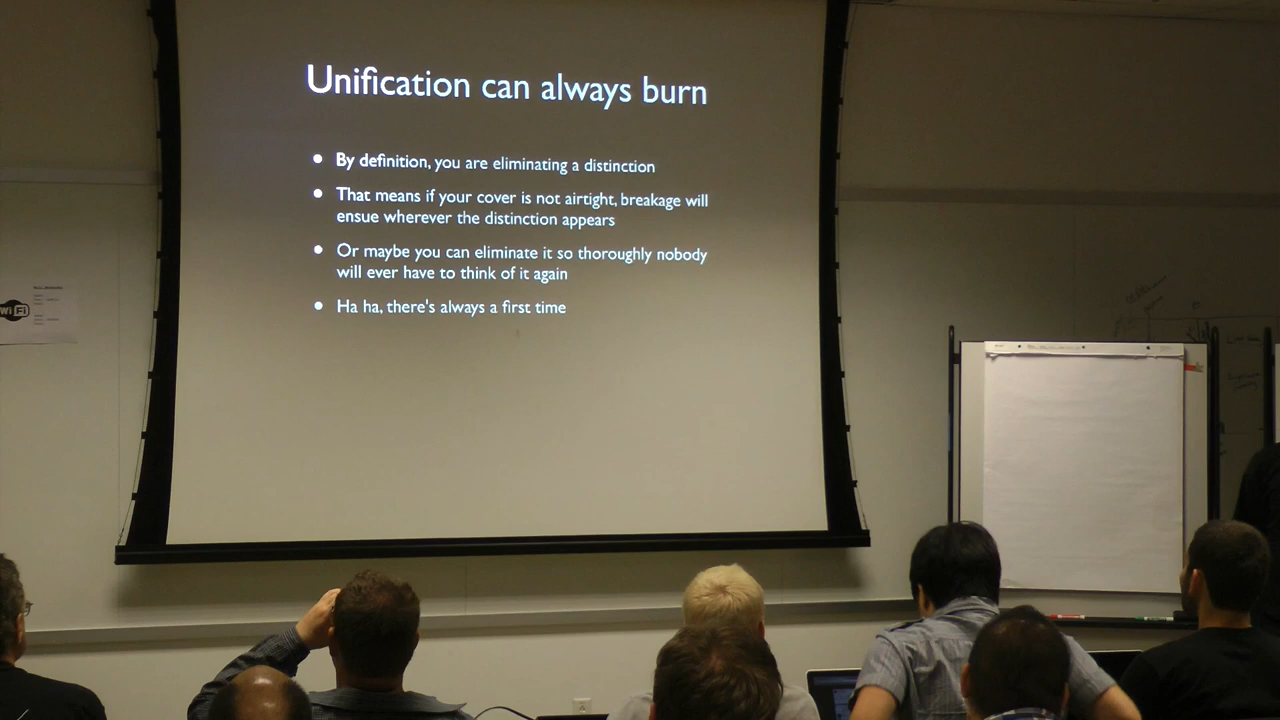 Unification can always burn
By definition, you are eliminating a distinction
That means if your cover is not airtight, breakage will
ensue wherever the distinction appears
Or maybe you can eliminate it so thoroughly nobody
will ever have to think of it again
Ha ha, there's always a first time
Wi Fi